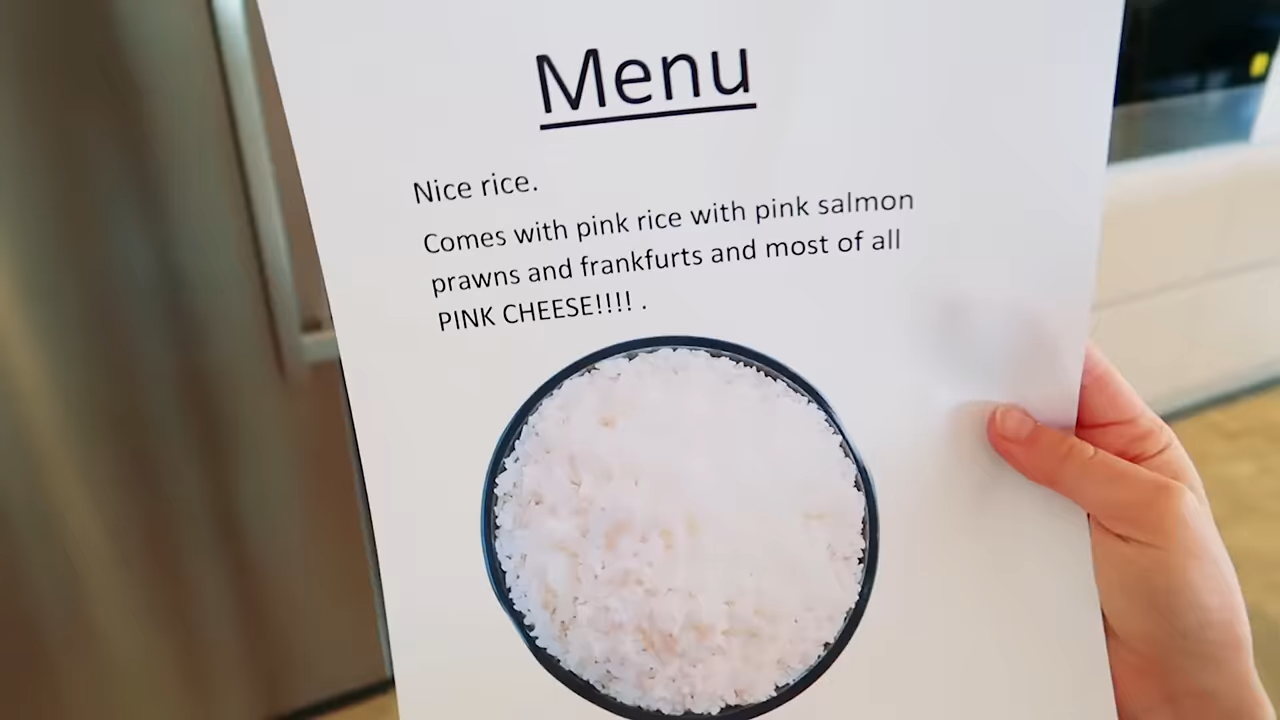 Menu
Nice rice.
Comes with pink rice with pink salmon
prawns and frankfurts and most of all
PINK CHEESE!!!! .